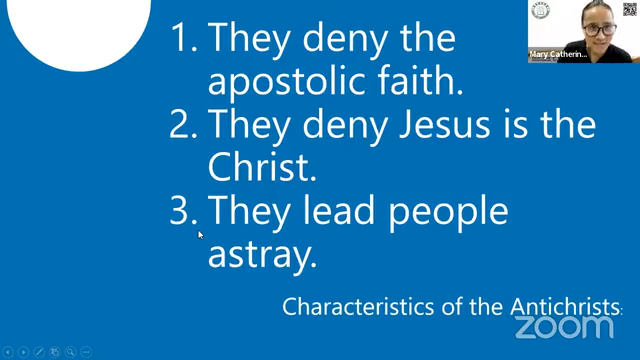 1. They deny the
apostolic faith.
2. They deny Jesus is the
Christ.
3. They lead people
astray.
Characteristics of the Antichrists:
zoom
Mary Catherin...